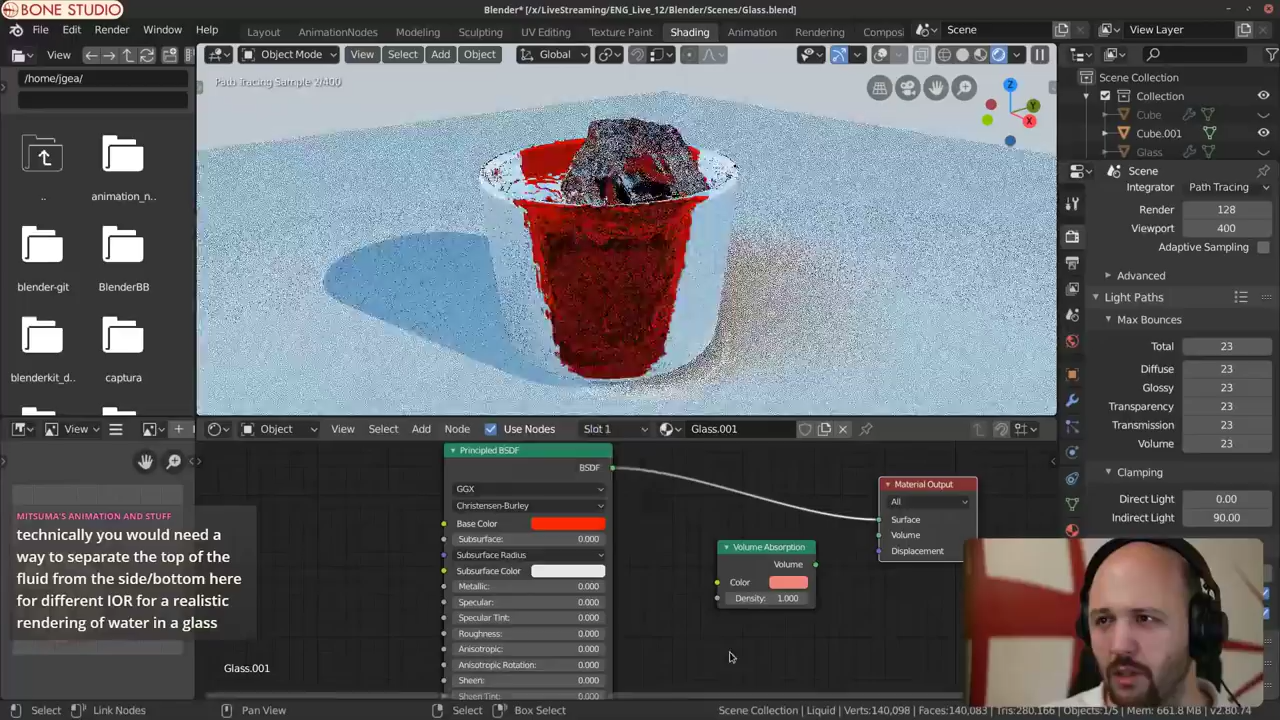 BONE STUDIO
Blender* [/x/LiveStreaming/ENG_Live_12/Blender/Scenes/Glass.blend]
File Edit Render Window Help
Layout AnimationNodes Modeling Sculpting UV Editing Texture Paint Shading Animation Rendering Compos
Scene
View Layer
View
Object Mode
View Select Add Object
Global
/home/jgea/
..
animation_n..
blender-git
BlenderBB
blenderkit_d..
captura
Path Tracing Sample 2/400
Z
Y
X
Scene Collection
Collection
Cube
Cube.001
Glass
Scene
Integrator Path Tracing
Render 128
Viewport 400
Adaptive Sampling
Advanced
Light Paths
Max Bounces
Total 23
Diffuse 23
Glossy 23
Transparency 23
Transmission 23
Volume 23
Clamping
Direct Light 0.00
Indirect Light 90.00
View
Object View Select Add Node Use Nodes Slot 1 Glass.001
Principled BSDF
BSDF
GGX
Christensen-Burley
Base Color
Subsurface: 0.000
Subsurface Radius
Subsurface Color
Metallic: 0.000
Specular: 0.000
Specular Tint: 0.000
Roughness: 0.000
Anisotropic: 0.000
Anisotropic Rotation: 0.000
Sheen: 0.000
Sheen Tint: 0.000
Volume Absorption
Volume
Color
Density: 1.000
Material Output
All
Surface
Volume
Displacement
MITSUMA'S ANIMATION AND STUFF
technically you would need a
way to separate the top of the
fluid from the side/bottom here
for different IOR for a realistic
rendering of water in a glass
Glass.001
Select Link Nodes Pan View Select Box Select
Scene Collection | Liquid | Verts:140,098 | Faces:140,083 | Tris:280,166 | Objects:1/5 | Mem: 661.8 MB | v2.80.74